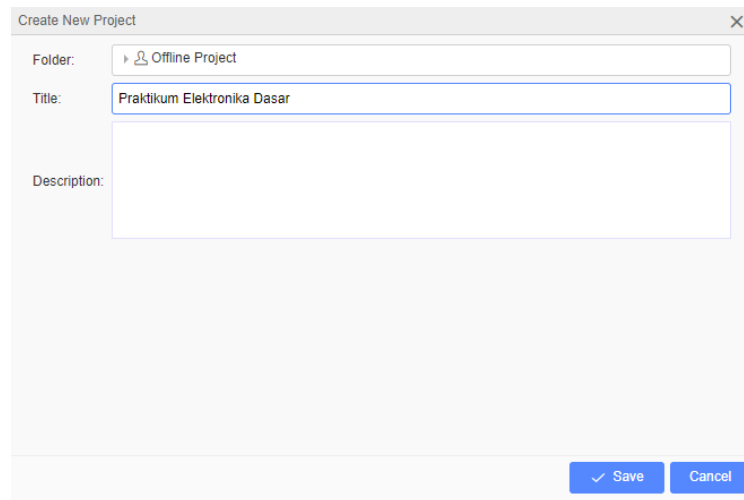 Create New Project
Folder: Offline Project
Title: Praktikum Elektronika Dasar
Description:
Save Cancel